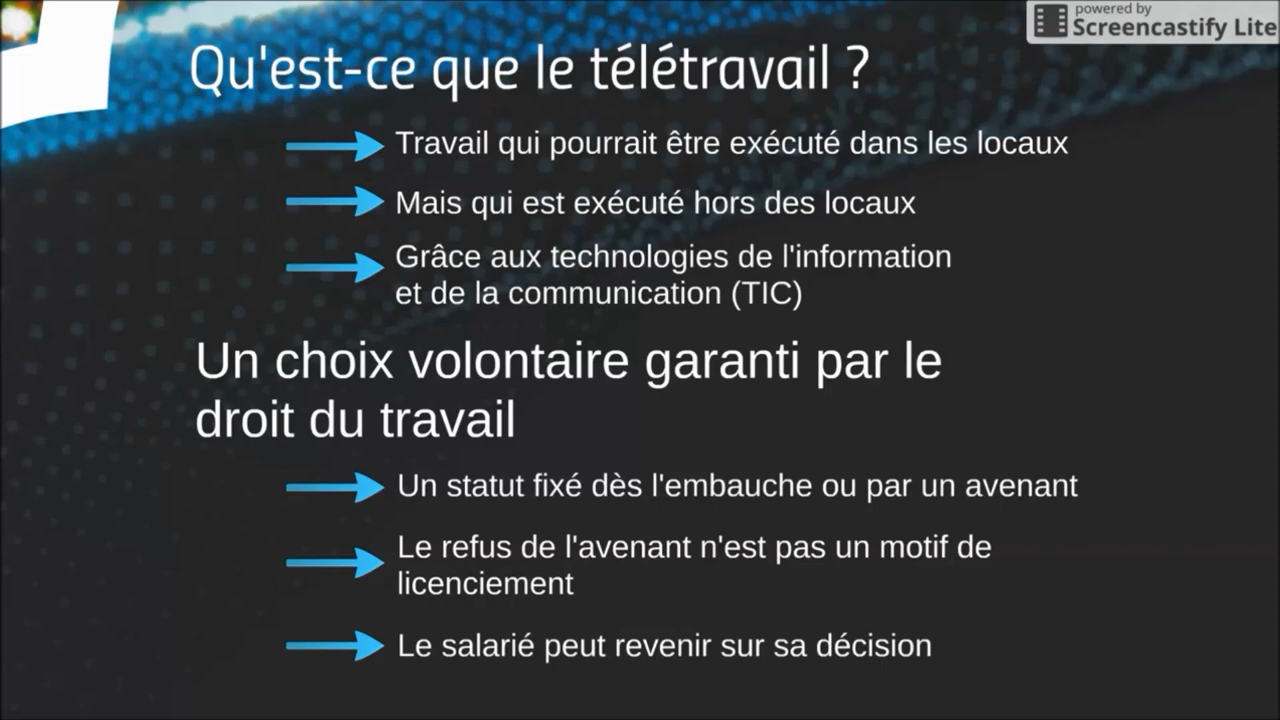 powered by
Screencastify Lite
Qu'est-ce que le télétravail ?
Travail qui pourrait être exécuté dans les locaux
Mais qui est exécuté hors des locaux
Grâce aux technologies de l'information
et de la communication (TIC)
Un choix volontaire garanti par le
droit du travail
Un statut fixé dès l'embauche ou par un avenant
Le refus de l'avenant n'est pas un motif de
licenciement
Le salarié peut revenir sur sa décision